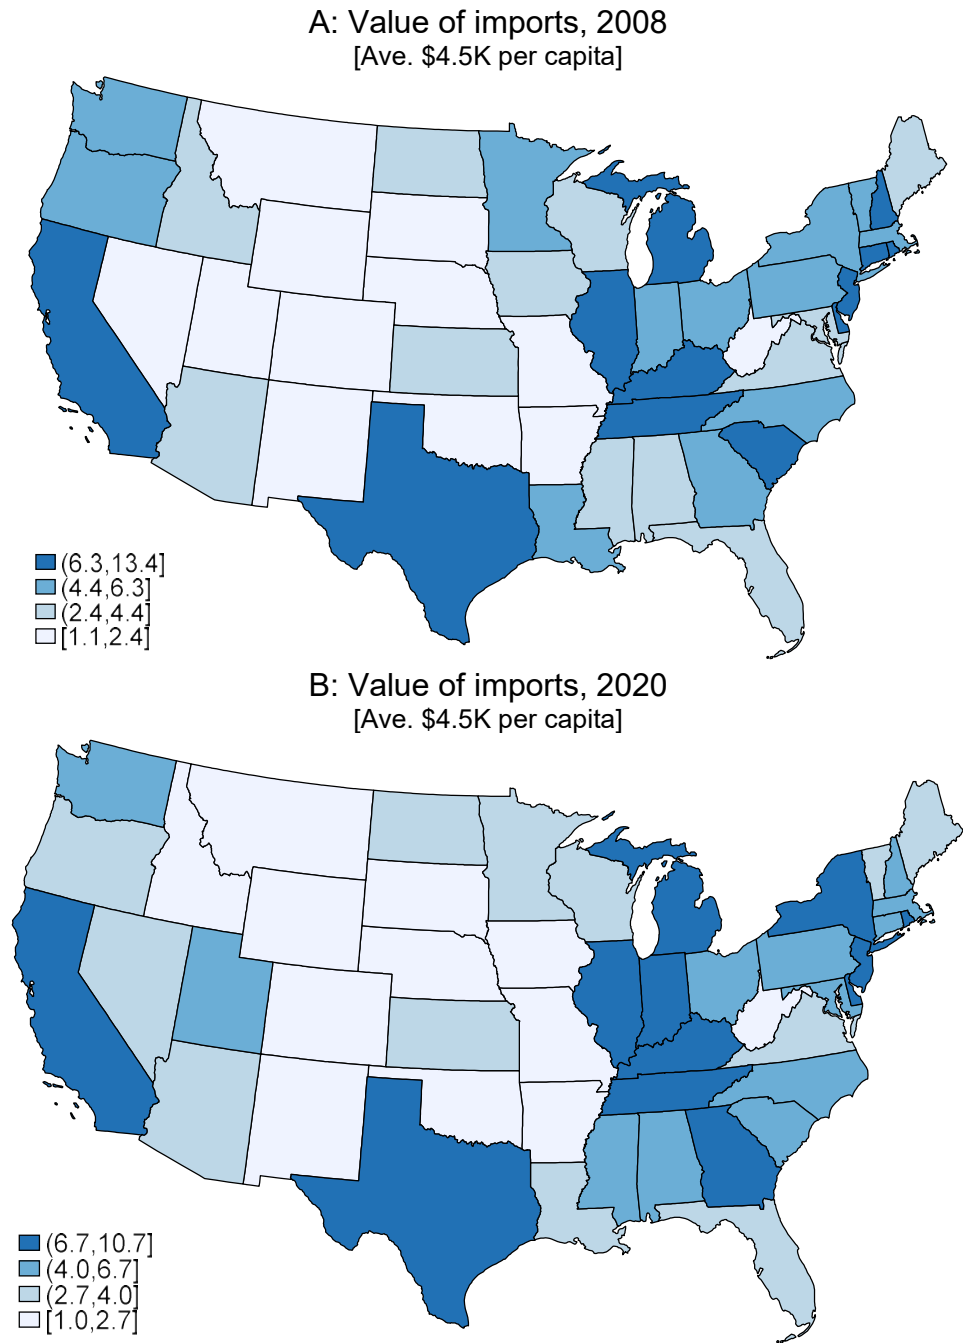 A: Value of imports, 2008
[Ave. $4.5K per capita]
(6.3,13.4]
(4.4,6.3]
(2.4,4.4]
[1.1,2.4]
B: Value of imports, 2020
[Ave. $4.5K per capita]
(6.7,10.7]
(4.0,6.7]
(2.7,4.0]
[1.0,2.7]